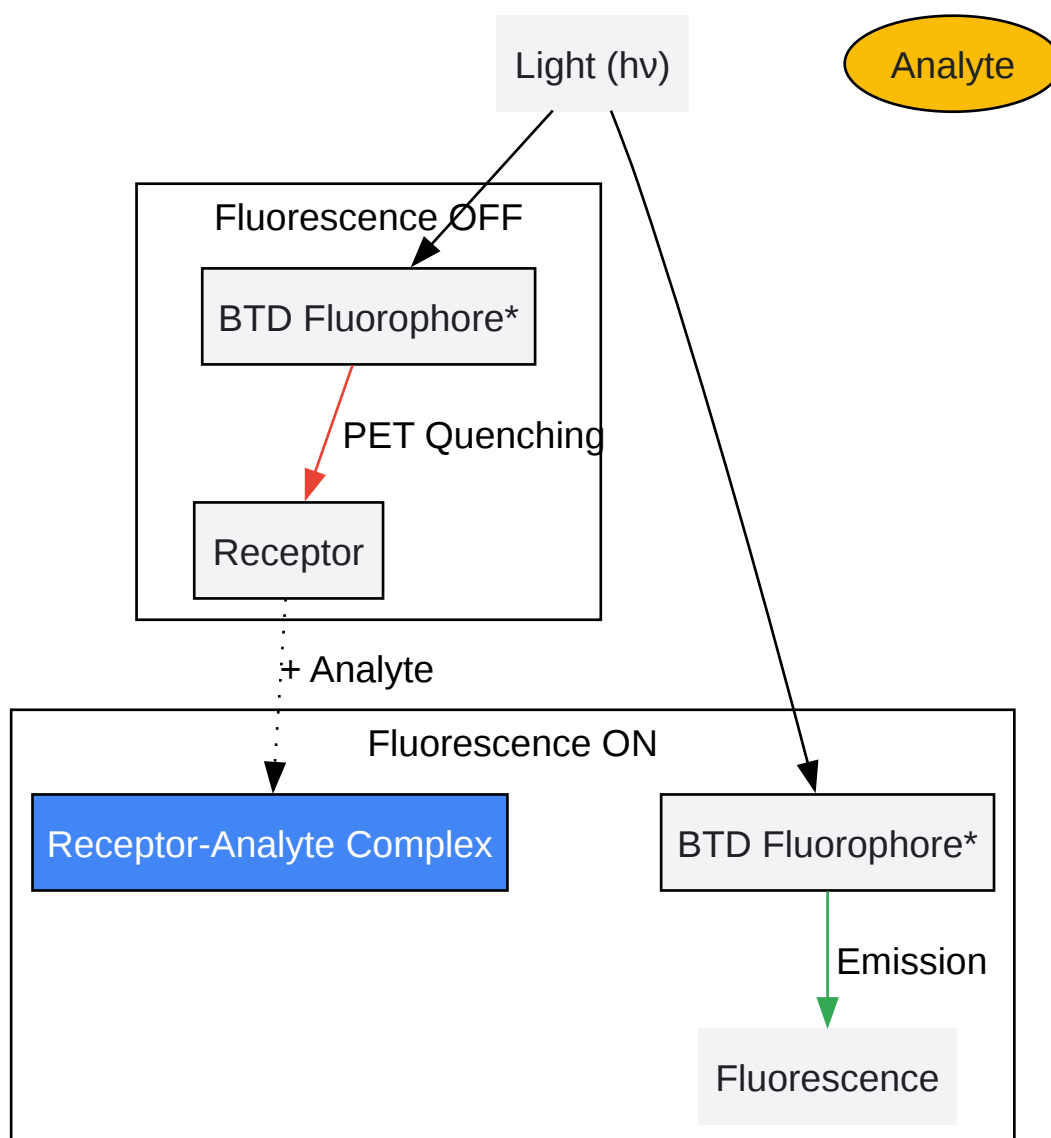 Light (hν)
Analyte
Fluorescence OFF
BTD Fluorophore*
PET Quenching
Receptor
+ Analyte
Fluorescence ON
Receptor-Analyte Complex
BTD Fluorophore*
Emission
Fluorescence